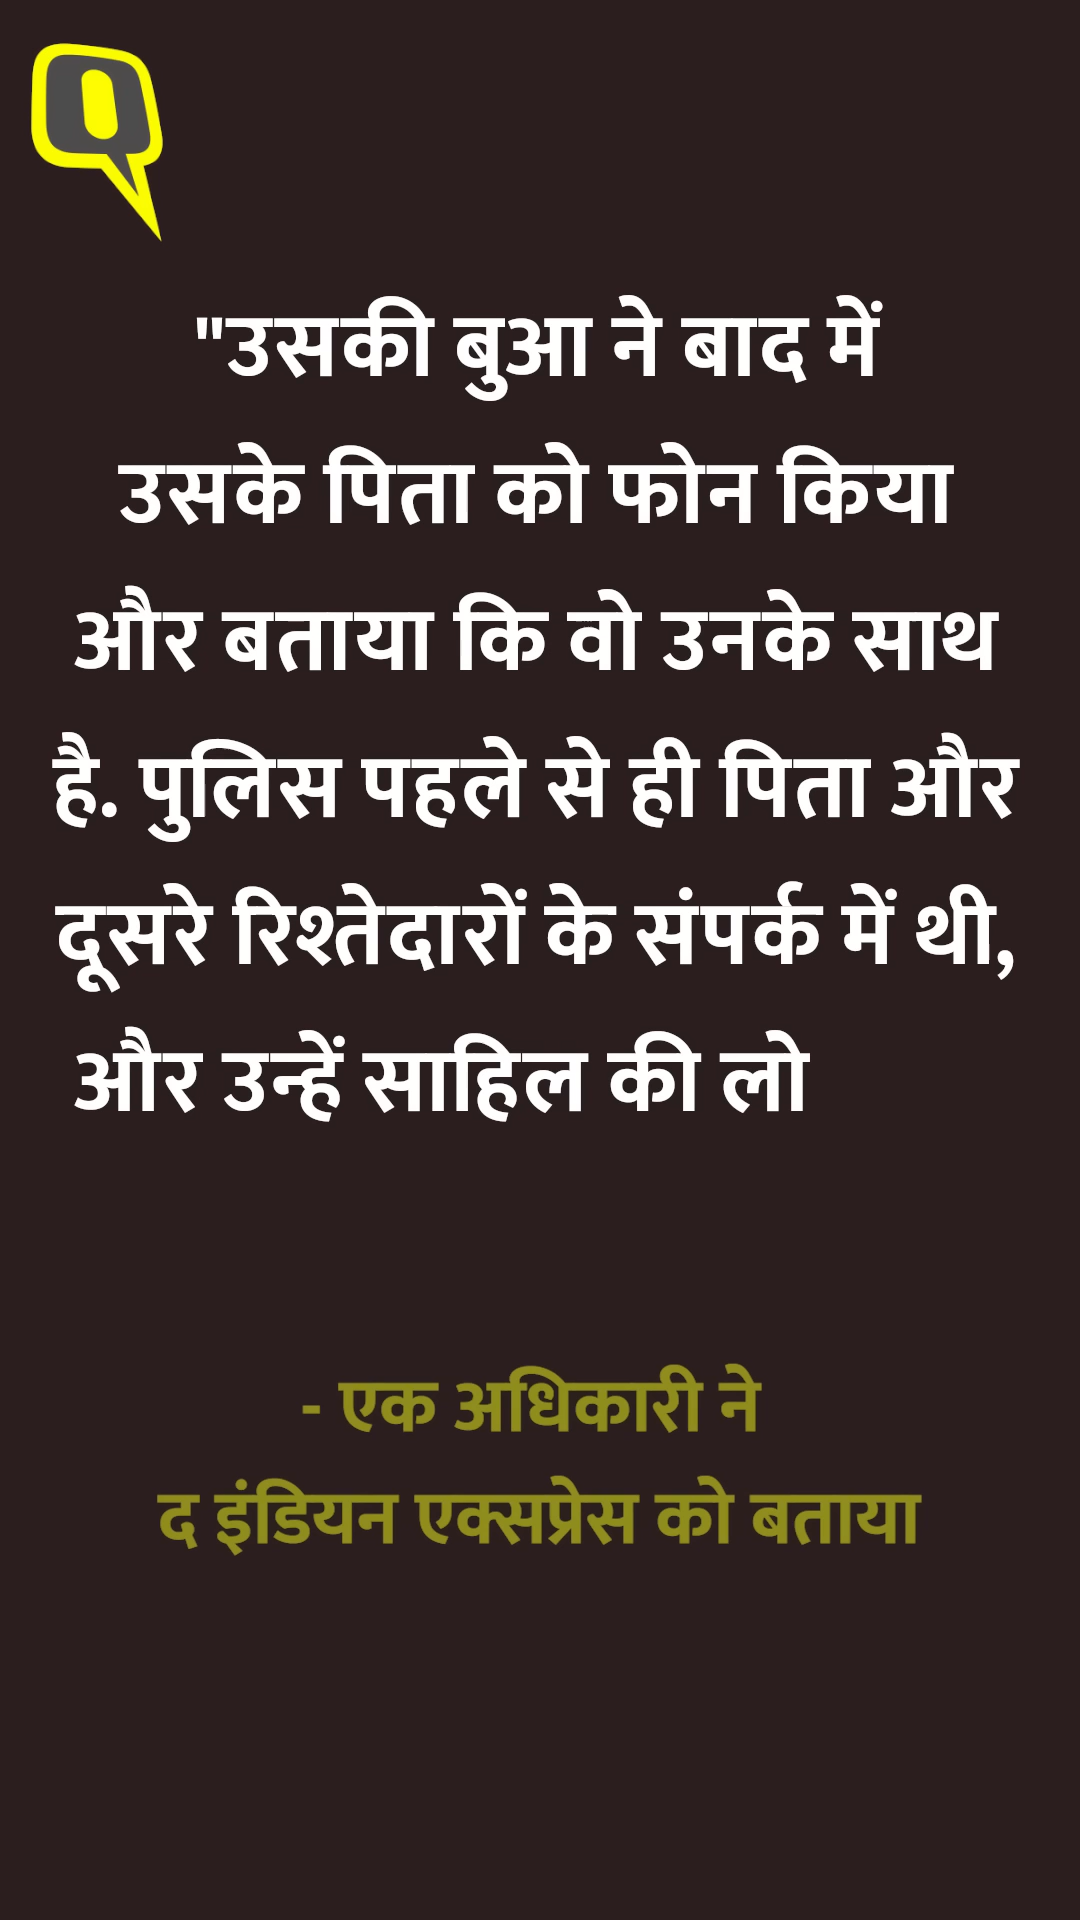 "उसकी बुआ ने बाद में
उसके पिता को फोन किया
और बताया कि वो उनके साथ
है. पुलिस पहले से ही पिता और
दूसरे रिश्तेदारों के संपर्क में थी,
और उन्हें साहिल की लो
- एक अधिकारी ने
द इंडियन एक्सप्रेस को बताया